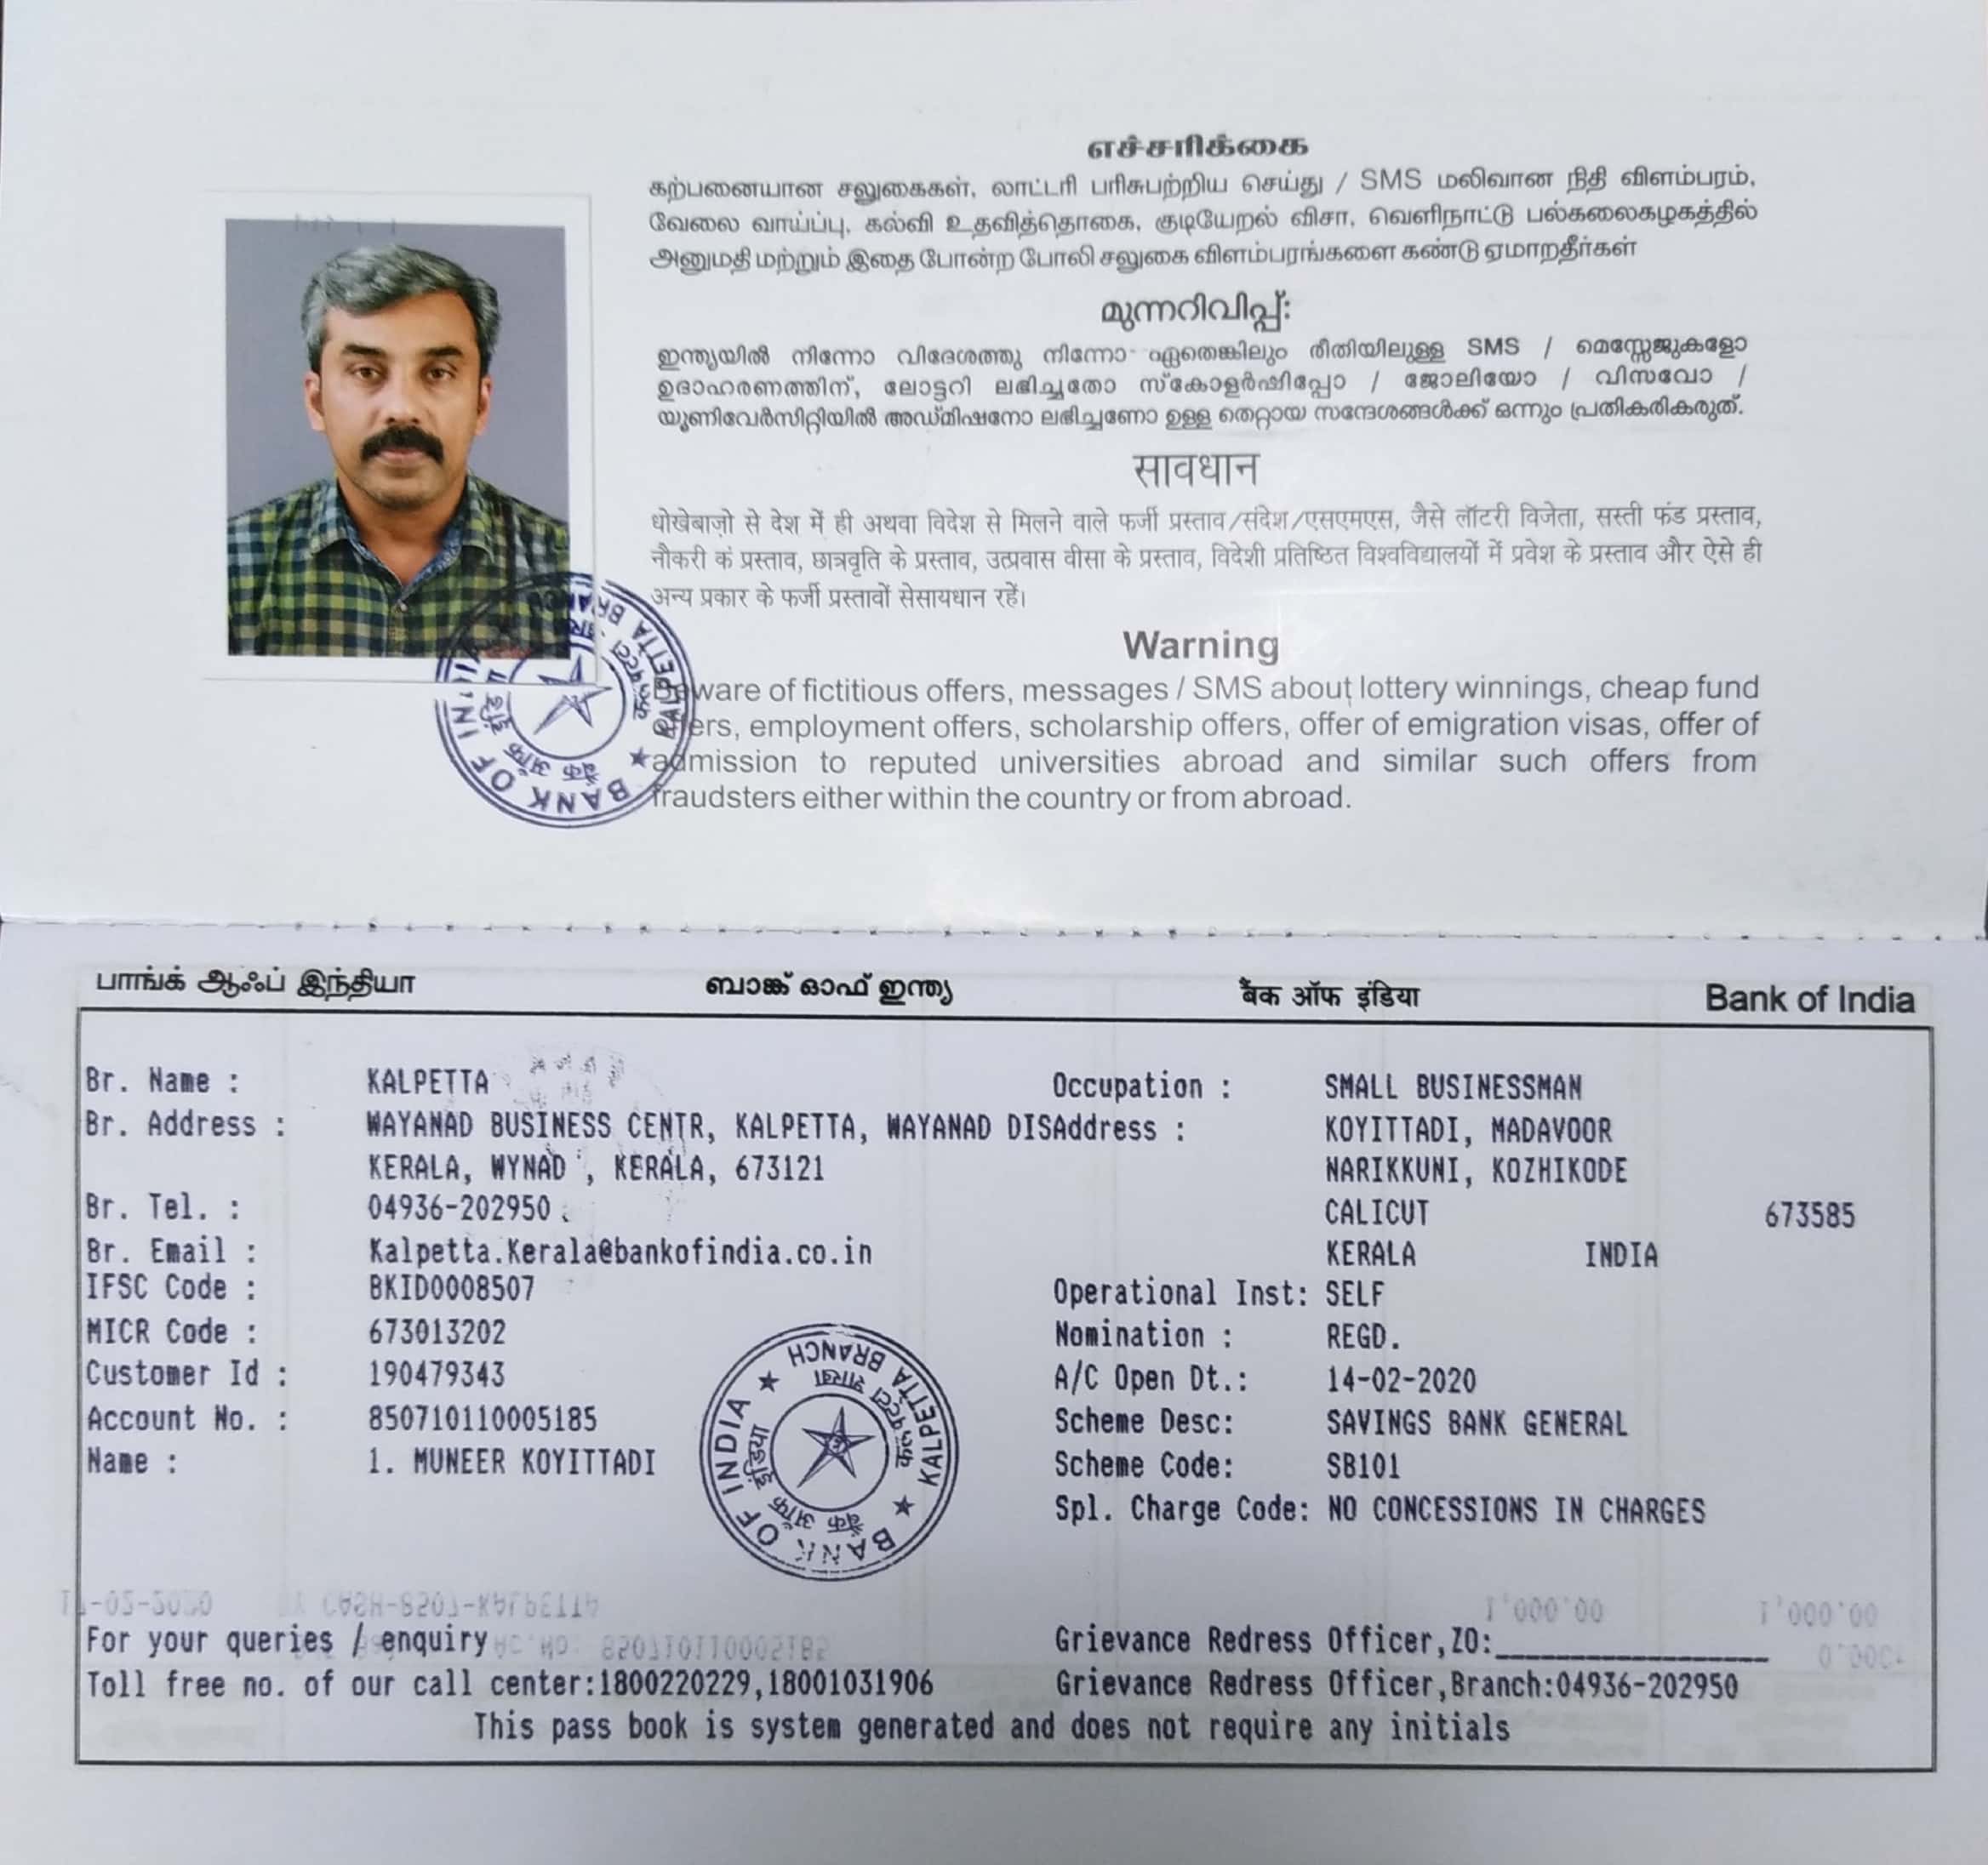 எச்சரிக்கை
கற்பனையான சலுகைகள், லாட்டரி பரிசுபற்றிய செய்து / SMS மலிவான நிதி விளம்பரம்,
வேலை வாய்ப்பு, கல்வி உதவித்தொகை, குடியேறல் விசா, வெளிநாட்டு பல்கலைகழகத்தில்
அனுமதி மற்றும் இதை போன்ற போலி சலுகை விளம்பரங்களை கண்டு ஏமாறதீர்கள்
മുന്നറിവിപ്പ്:
ഇന്ത്യയിൽ നിന്നോ വിദേശത്തു നിന്നോ ഏതെങ്കിലും രീതിയിലുള്ള SMS / മെസ്സേജുകളോ
ഉദാഹരണത്തിന്, ലോട്ടറി ലഭിച്ചതോ സ്കോളർഷിപ്പോ / ജോലിയോ / വിസവോ /
യൂണിവേർസിറ്റിയിൽ അഡ്മിഷനോ ലഭിച്ചണോ ഉള്ള തെറ്റായ സന്ദേശങ്ങൾക്ക് ഒന്നും പ്രതികരികരുത്.
सावधान
धोखेबाज़ो से देश में ही अथवा विदेश से मिलने वाले फर्जी प्रस्ताव/संदेश/एसएमएस, जैसे लॉटरी विजेता, सस्ती फंड प्रस्ताव,
नौकरी कं प्रस्ताव, छात्रवृति के प्रस्ताव, उत्प्रवास वीसा के प्रस्ताव, विदेशी प्रतिष्ठित विश्वविद्यालयों में प्रवेश के प्रस्ताव और ऐसे ही
अन्य प्रकार के फर्जी प्रस्तावों सेसायधान रहें।
Warning
Beware of fictitious offers, messages / SMS about lottery winnings, cheap fund
offers, employment offers, scholarship offers, offer of emigration visas, offer of
admission to reputed universities abroad and similar such offers from
fraudsters either within the country or from abroad.
BANK OF INDIA ★ KALPETTA BRANCH
बैंक ऑफ इंडिया कलपेटा शाखा
பாங்க் ஆஃப் இந்தியா ബാങ്ക് ഓഫ് ഇന്ത്യ बैंक ऑफ इंडिया Bank of India
Br. Name : KALPETTA Occupation : SMALL BUSINESSMAN
Br. Address : WAYANAD BUSINESS CENTR, KALPETTA, WAYANAD DISAddress : KOYITTADI, MADAVOOR
KERALA, WYNAD , KERALA, 673121 NARIKKUNI, KOZHIKODE
Br. Tel. : 04936-202950 CALICUT 673585
Br. Email : Kalpetta.Kerala@bankofindia.co.in KERALA INDIA
IFSC Code : BKID0008507 Operational Inst: SELF
MICR Code : 673013202 Nomination : REGD.
Customer Id : 190479343 A/C Open Dt.: 14-02-2020
Account No. : 850710110005185 Scheme Desc: SAVINGS BANK GENERAL
Name : 1. MUNEER KOYITTADI Scheme Code: SB101
Spl. Charge Code: NO CONCESSIONS IN CHARGES
BANK OF INDIA ★ KALPETTA BRANCH ★
बैंक ऑफ इंडिया कलपेटा शाखा
For your queries / enquiry Grievance Redress Officer,ZO:
Toll free no. of our call center:1800220229,18001031906 Grievance Redress Officer,Branch:04936-202950
This pass book is system generated and does not require any initials